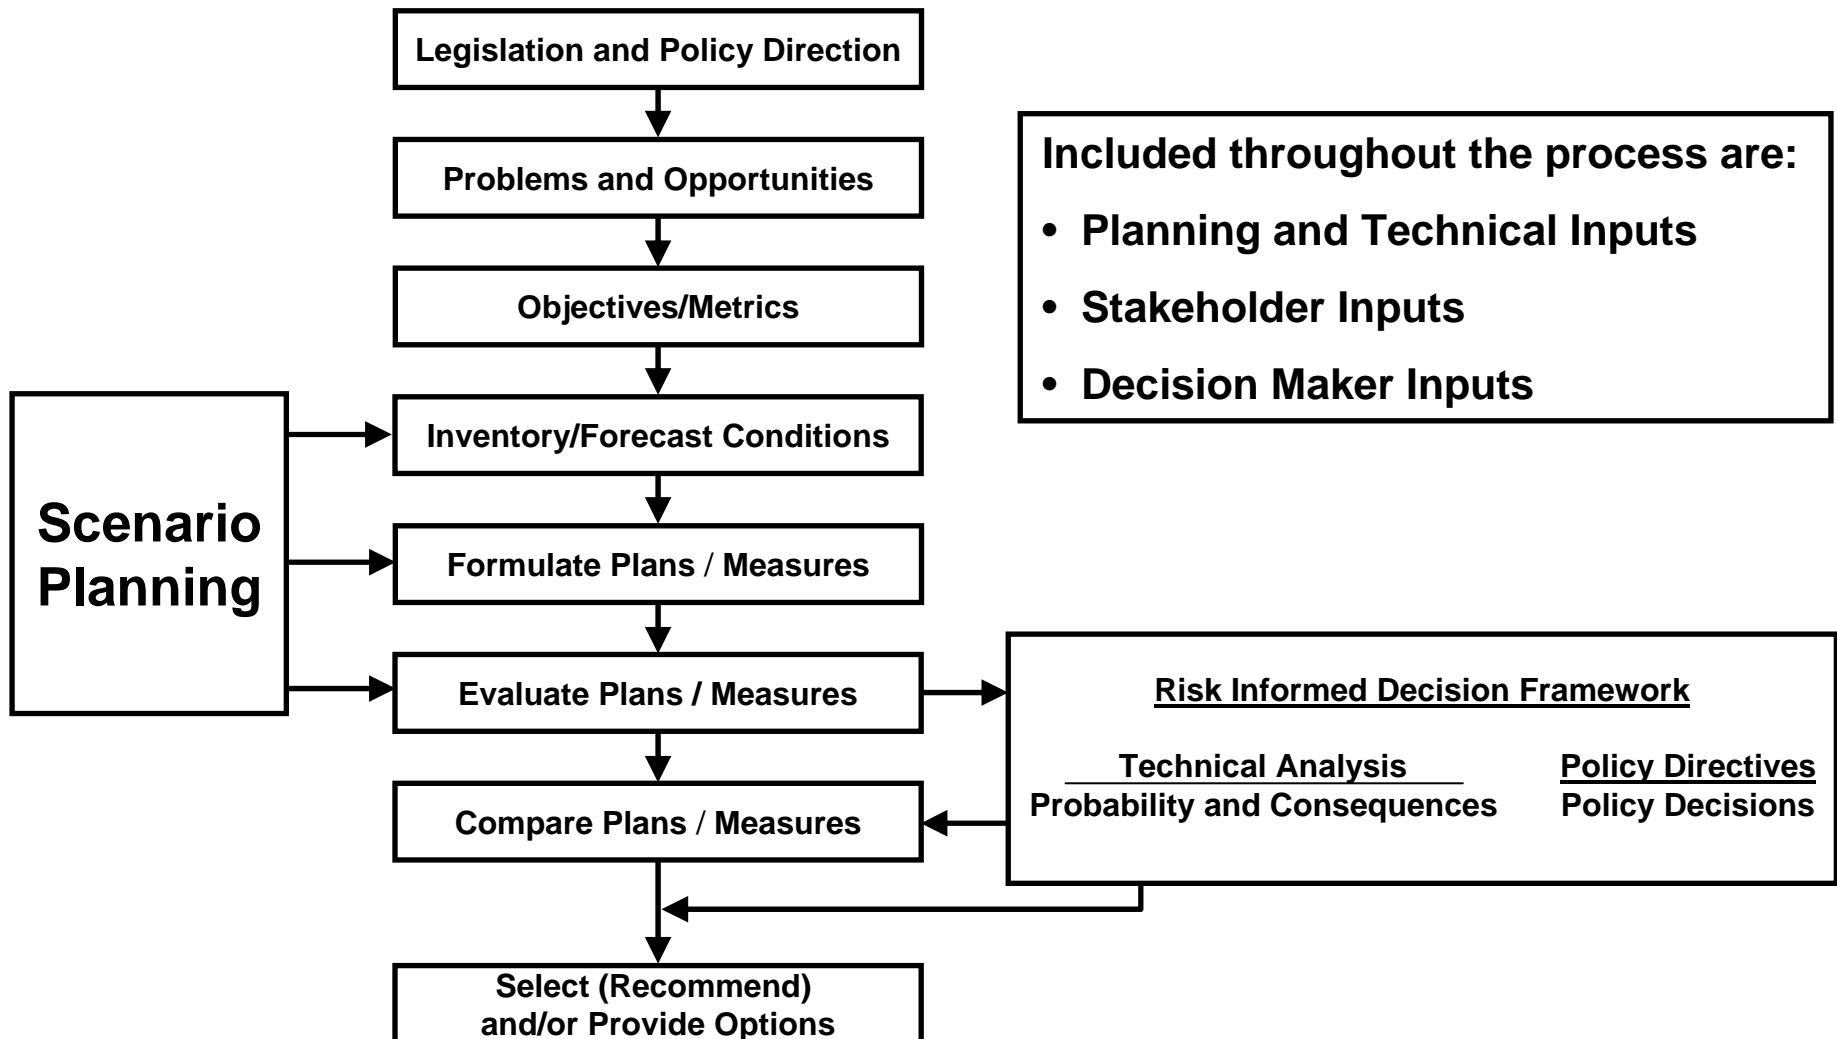 Legislation and Policy Direction
Problems and Opportunities
Objectives/Metrics
Inventory/Forecast Conditions
Formulate Plans / Measures
Evaluate Plans / Measures
Compare Plans / Measures
Select (Recommend)
and/or Provide Options
Scenario
Planning
Included throughout the process are:
• Planning and Technical Inputs
• Stakeholder Inputs
• Decision Maker Inputs
Risk Informed Decision Framework
Technical Analysis
Probability and Consequences
Policy Directives
Policy Decisions